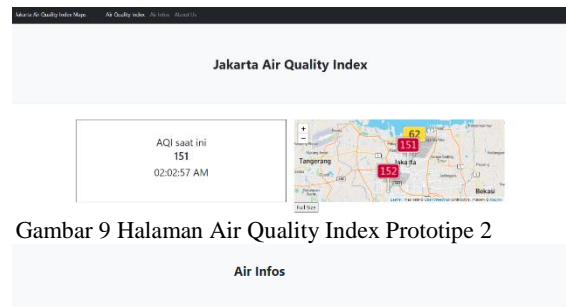 Jakarta Air Quality Index Maps Air Quality Index Air Infos About Us
Jakarta Air Quality Index
AQI saat ini
151
02:02:57 AM
+
-
62
151
152
Tangerang
Jakarta
Bekasi
Full Size
Gambar 9 Halaman Air Quality Index Prototipe 2
Air Infos